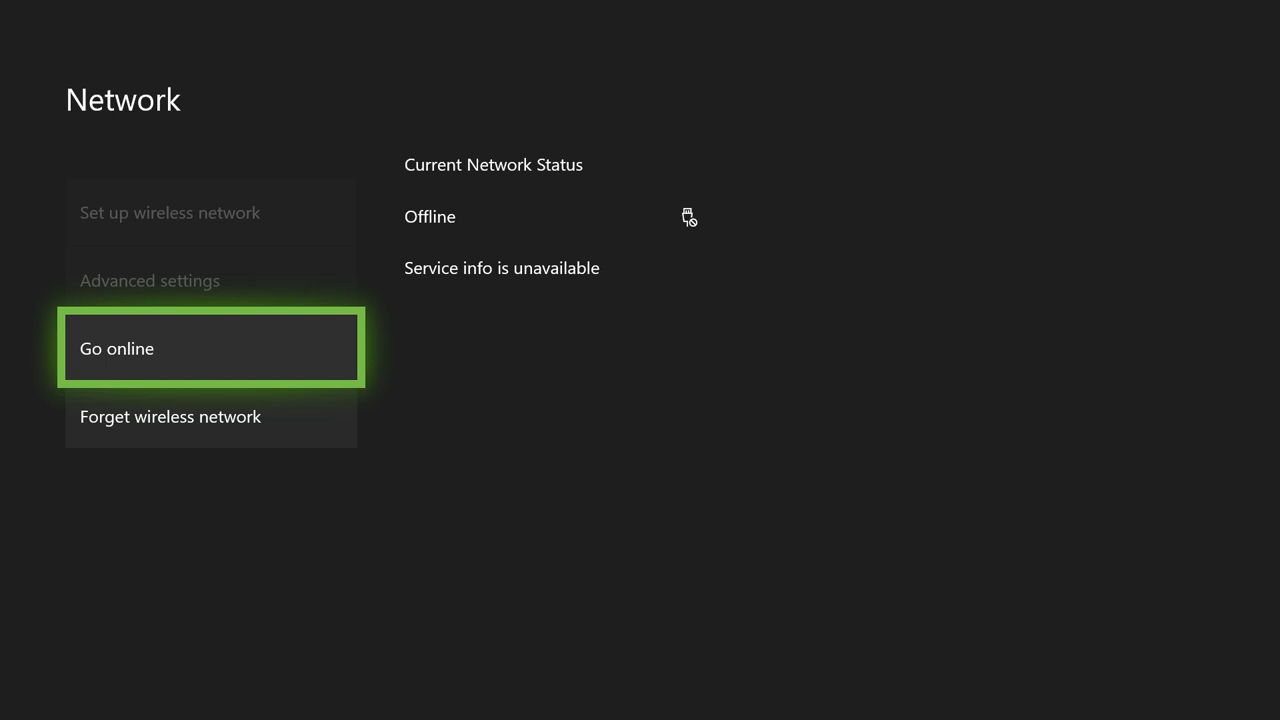 Network
Set up wireless network
Advanced settings
Go online
Forget wireless network
Current Network Status
Offline
Service info is unavailable